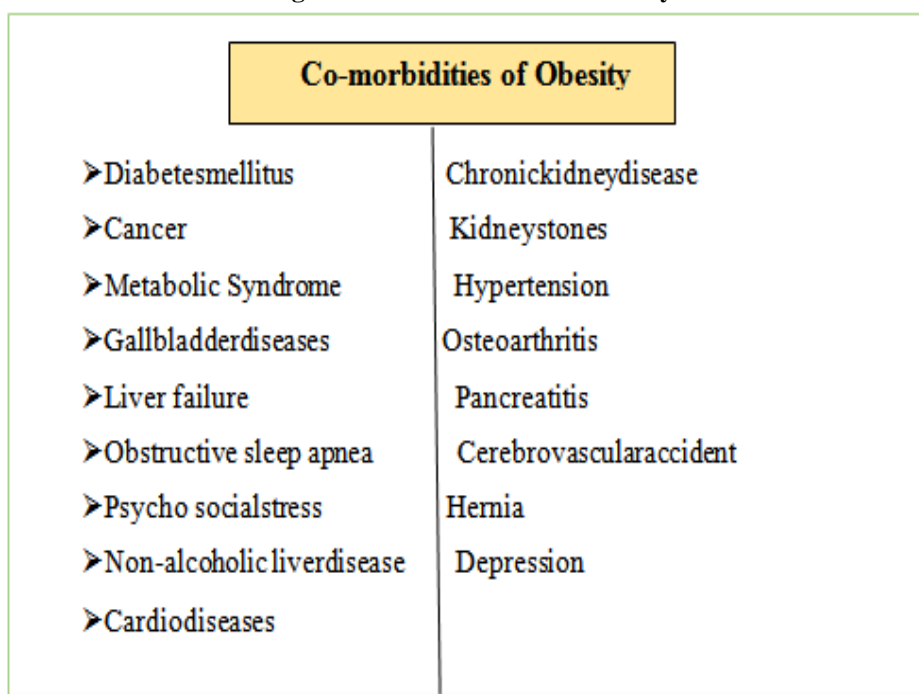 Co-morbidities of Obesity
➤Diabetesmellitus
➤Cancer
➤Metabolic Syndrome
➤Gallbladderdiseases
➤Liver failure
➤Obstructive sleep apnea
➤Psycho socialstress
➤Non-alcoholic liverdisease
➤Cardiodiseases
Chronickidneydisease
Kidneystones
Hypertension
Osteoarthritis
Pancreatitis
Cerebrovascularaccident
Hernia
Depression